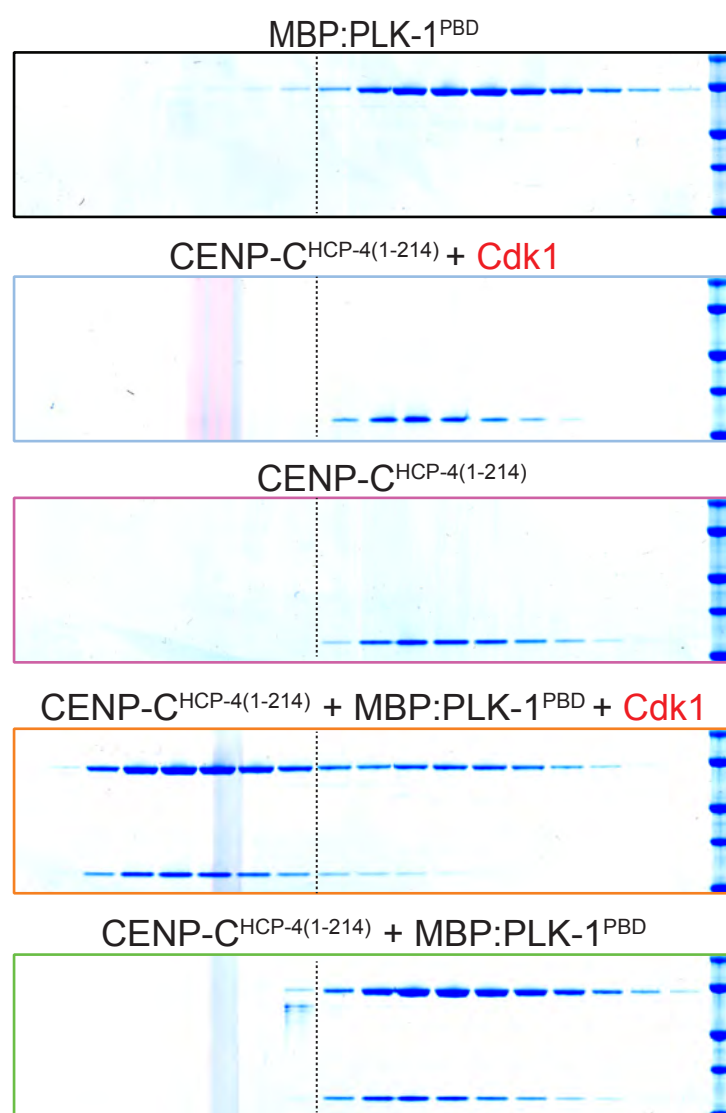 MBP:PLK-1PBD
CENP-CHCP-4(1-214) + Cdk1
CENP-CHCP-4(1-214)
CENP-CHCP-4(1-214) + MBP:PLK-1PBD + Cdk1
CENP-CHCP-4(1-214) + MBP:PLK-1PBD